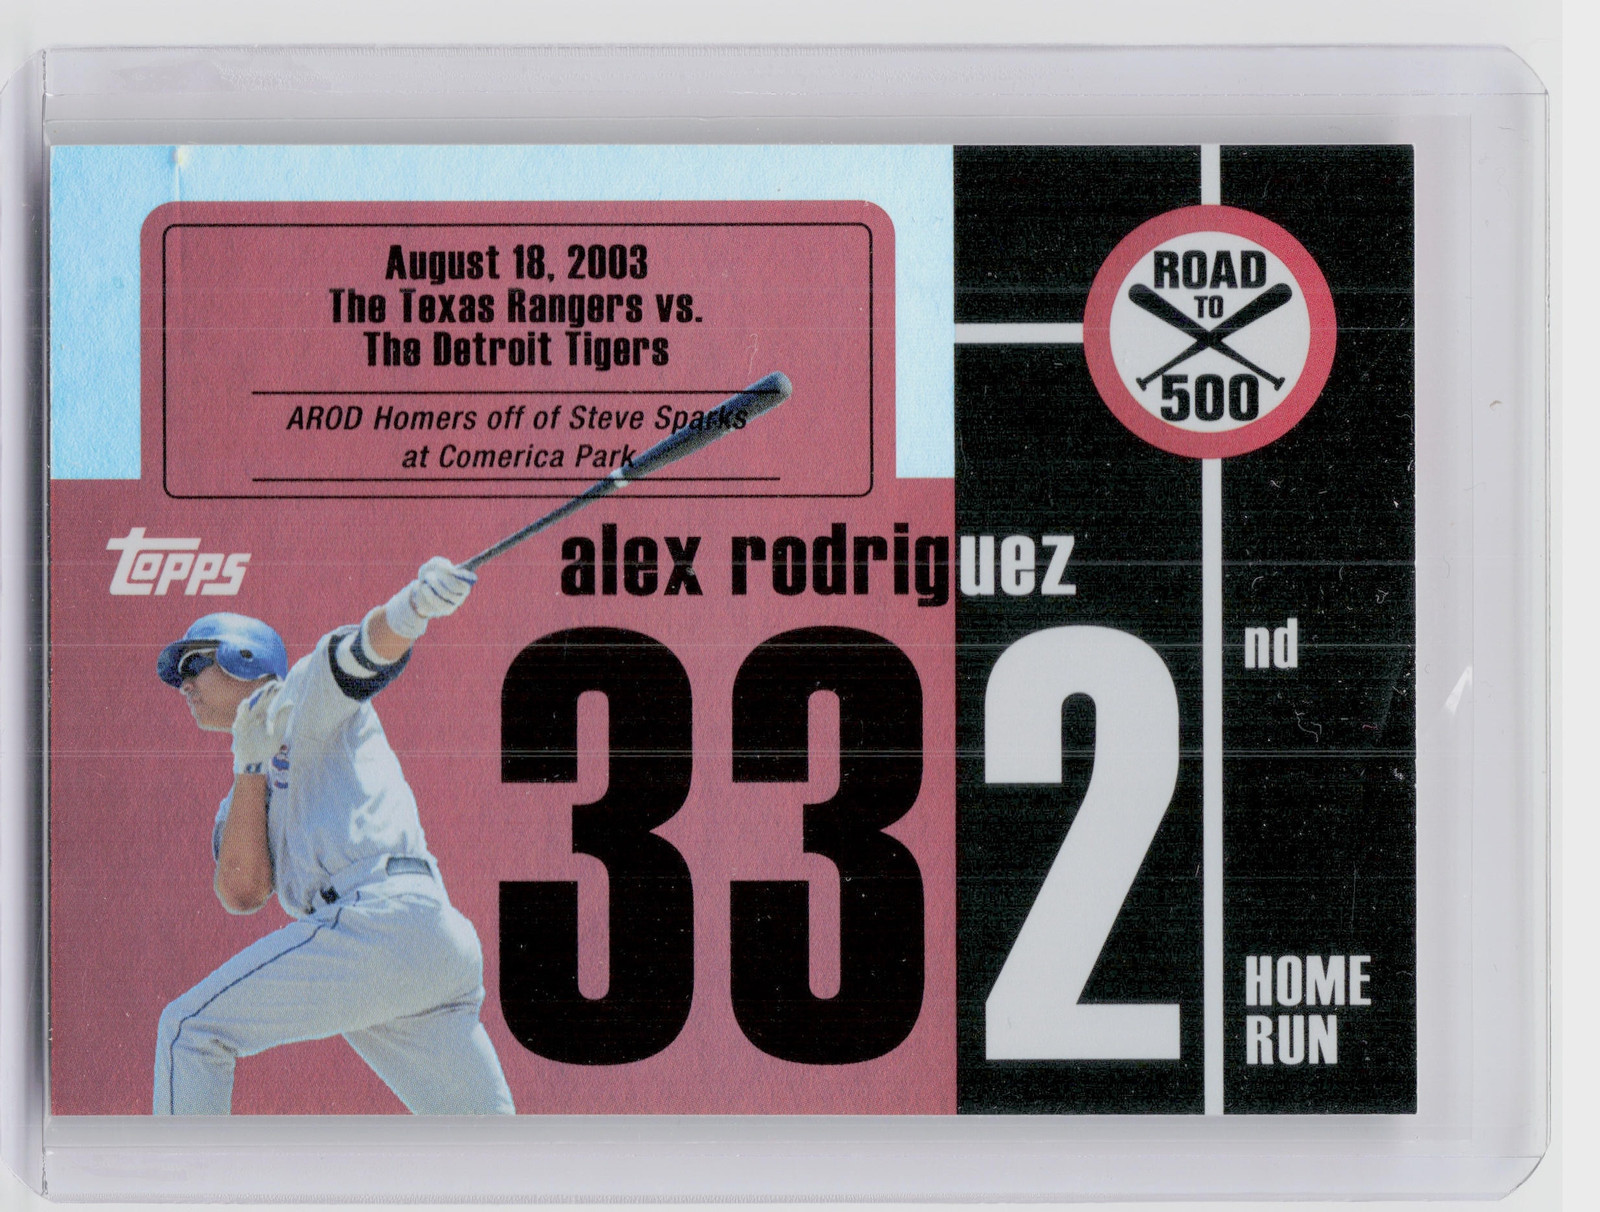 August 18, 2003
The Texas Rangers vs.
The Detroit Tigers
AROD Homers off of Steve Sparks
at Comerica Park
ROAD
TO
500
Topps
alex rodriguez
332
nd
HOME
RUN